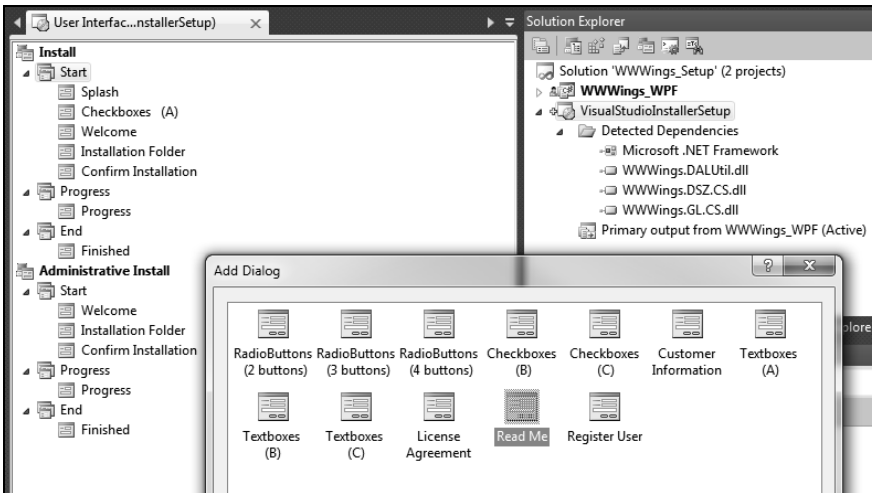 User Interfac...nstallerSetup)
Install
Start
Splash
Checkboxes (A)
Welcome
Installation Folder
Confirm Installation
Progress
Progress
End
Finished
Administrative Install
Start
Welcome
Installation Folder
Confirm Installation
Progress
Progress
End
Finished
Solution Explorer
Solution 'WWWings_Setup' (2 projects)
WWWings_WPF
VisualStudioInstallerSetup
Detected Dependencies
Microsoft .NET Framework
WWWings.DALUtil.dll
WWWings.DSZ.CS.dll
WWWings.GL.CS.dll
Primary output from WWWings_WPF (Active)
Add Dialog
RadioButtons RadioButtons RadioButtons Checkboxes Checkboxes Customer Textboxes
(2 buttons) (3 buttons) (4 buttons) (B) (C) Information (A)
Textboxes Textboxes License Read Me Register User
(B) (C) Agreement
plore